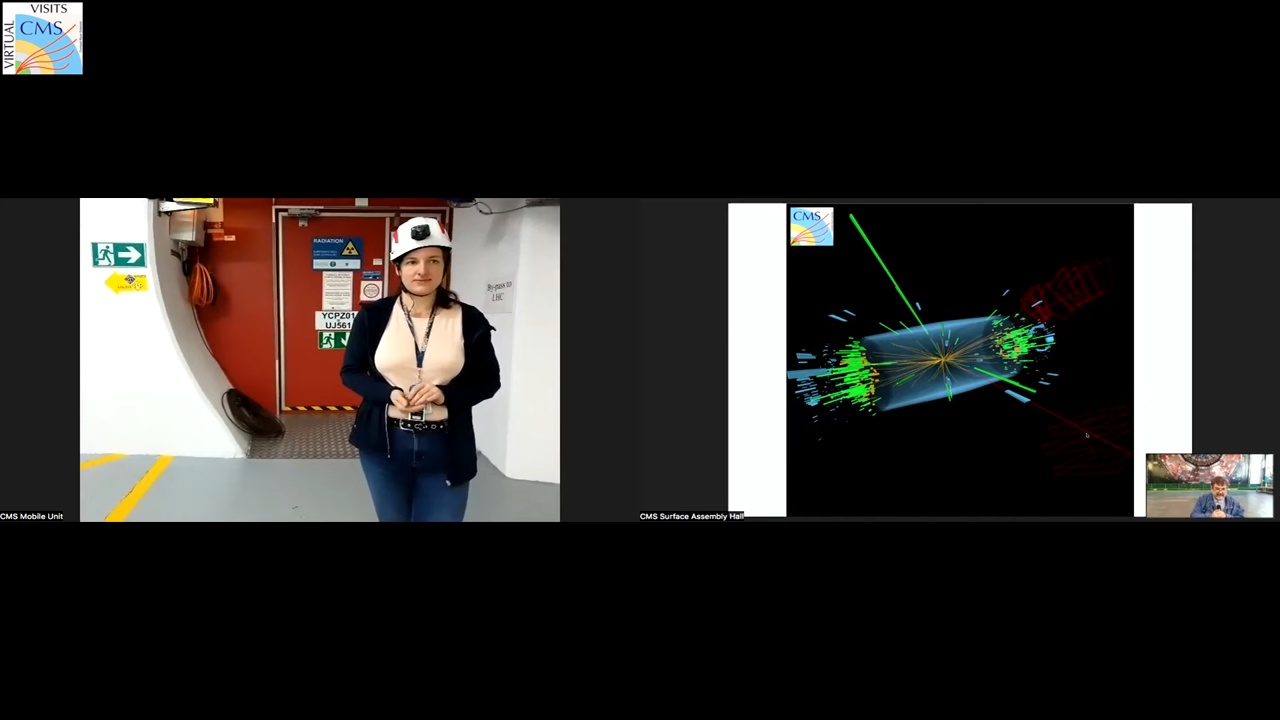 VISITS
CMS
VIRTUAL
RADIATION
By-pass to
LHC
YCPZ01
UJ561
CMS
CMS Mobile Unit
CMS Surface Assembly Hall